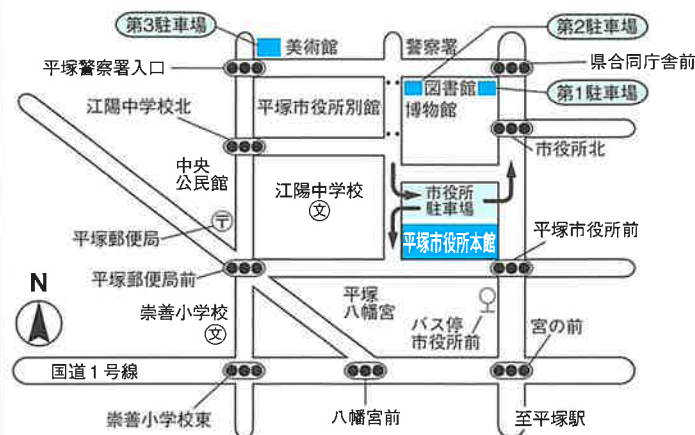 第3駐車場
美術館
警察署
第2駐車場
平塚警察署入口
県合同庁舎前
図書館
博物館
第1駐車場
江陽中学校北
平塚市役所別館
市役所北
中央
公民館
江陽中学校
文
市役所
駐車場
〒
平塚郵便局
平塚市役所本館
平塚市役所前
平塚郵便局前
N
崇善小学校
文
平塚
八幡宮
バス停
市役所前
宮の前
国道1号線
崇善小学校東
八幡宮前
至平塚駅